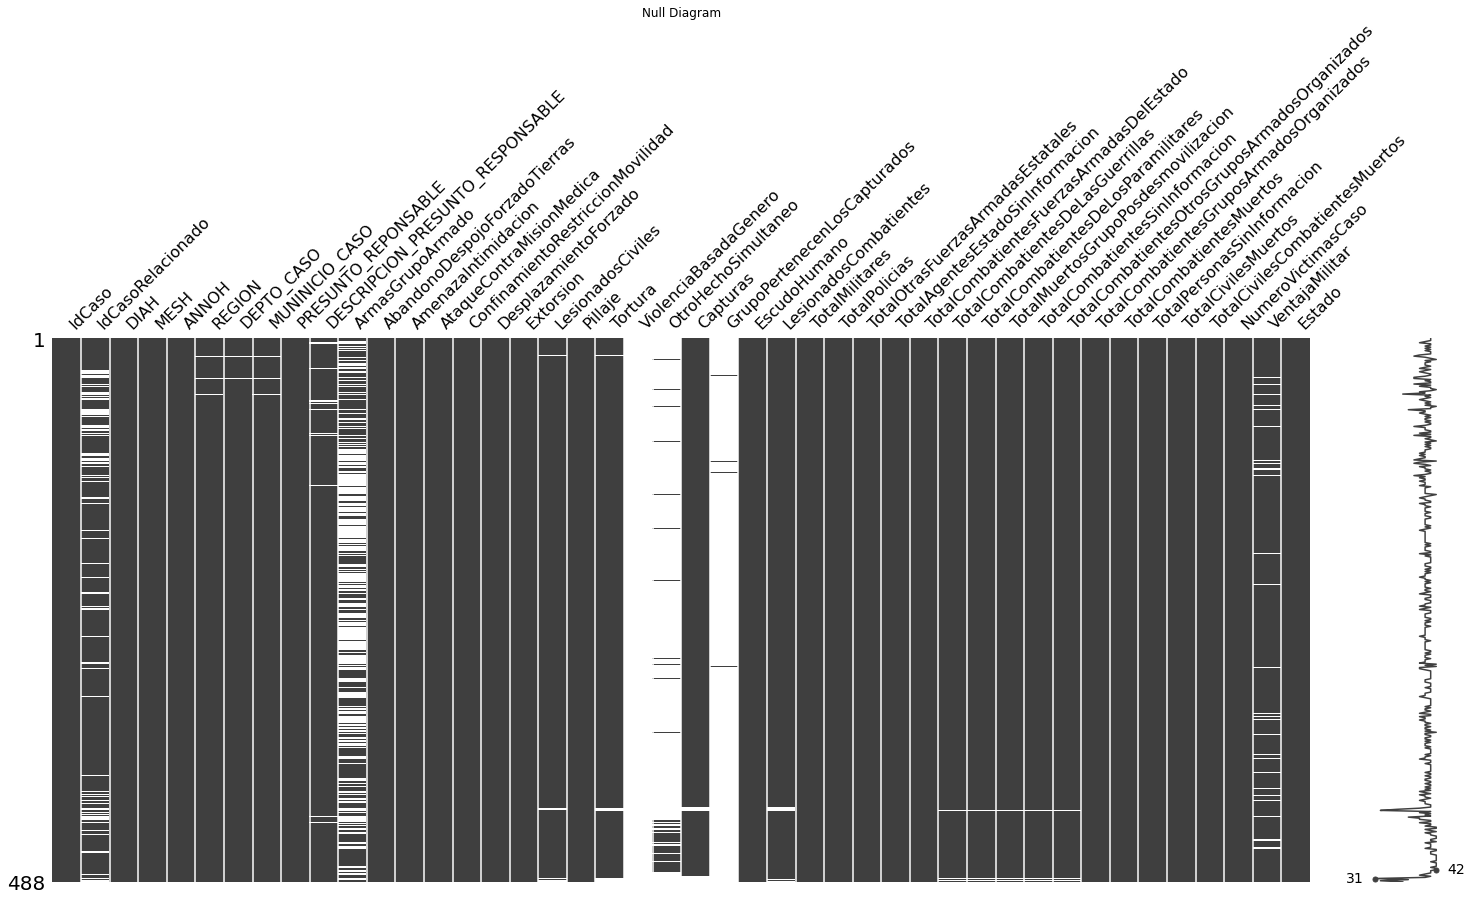 Null Diagram
IdCaso
IdCasoRelacionado
DIAH
MESH
ANNOH
REGION
DEPTO_CASO
MUNINICIO_CASO
PRESUNTO_REPONSABLE
DESCRIPCION_PRESUNTO_RESPONSABLE
ArmasGrupoArmado
AbandonoDespojoForzadoTierras
AmenazaIntimidacion
AtaqueContraMisionMedica
ConfinamientoRestriccionMovilidad
DesplazamientoForzado
Extorsion
LesionadosCiviles
Pillaje
Tortura
ViolenciaBasadaGenero
OtroHechoSimultaneo
Capturas
GrupoPertenecenLosCapturados
EscudoHumano
LesionadosCombatientes
TotalMilitares
TotalPolicias
TotalOtrasFuerzasArmadasEstatales
TotalAgentesEstadoSinInformacion
TotalCombatientesFuerzasArmadasDelEstado
TotalCombatientesDeLasGuerrillas
TotalCombatientesDeLosParamilitares
TotalMuertosGrupoPosdesmovilizacion
TotalCombatientesSinInformacion
TotalCombatientesOtrosGruposArmadosOrganizados
TotalCombatientesGruposArmadosOrganizados
TotalCombatientesMuertos
TotalPersonasSinInformacion
TotalCivilesMuertos
TotalCivilesCombatientesMuertos
NumeroVictimasCaso
VentajaMilitar
Estado
1
488
31
42